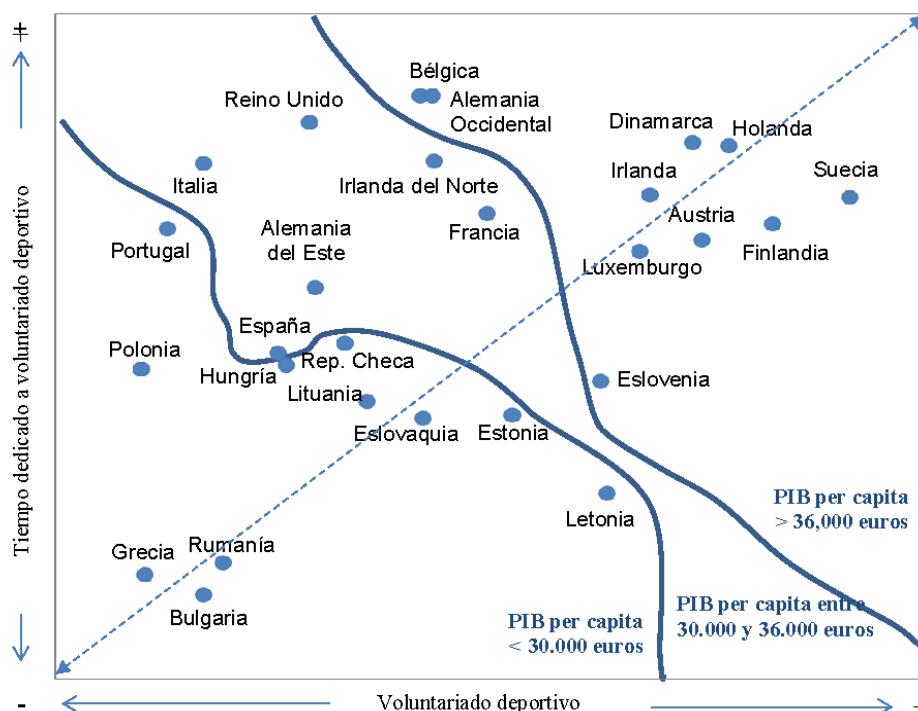 +
Tiempo dedicado a voluntariado deportivo
-
Bélgica
Reino Unido
Alemania
Occidental
Dinamarca
Holanda
Italia
Irlanda del Norte
Irlanda
Suecia
Portugal
Alemania
del Este
Francia
Austria
Luxemburgo
Finlandia
España
Polonia
Hungría
Rep. Checa
Lituania
Eslovenia
Eslovaquia
Estonia
Letonia
PIB per capita
> 36,000 euros
Grecia
Rumanía
Bulgaria
PIB per capita
< 30.000 euros
PIB per capita entre
30.000 y 36.000 euros
-
Voluntariado deportivo